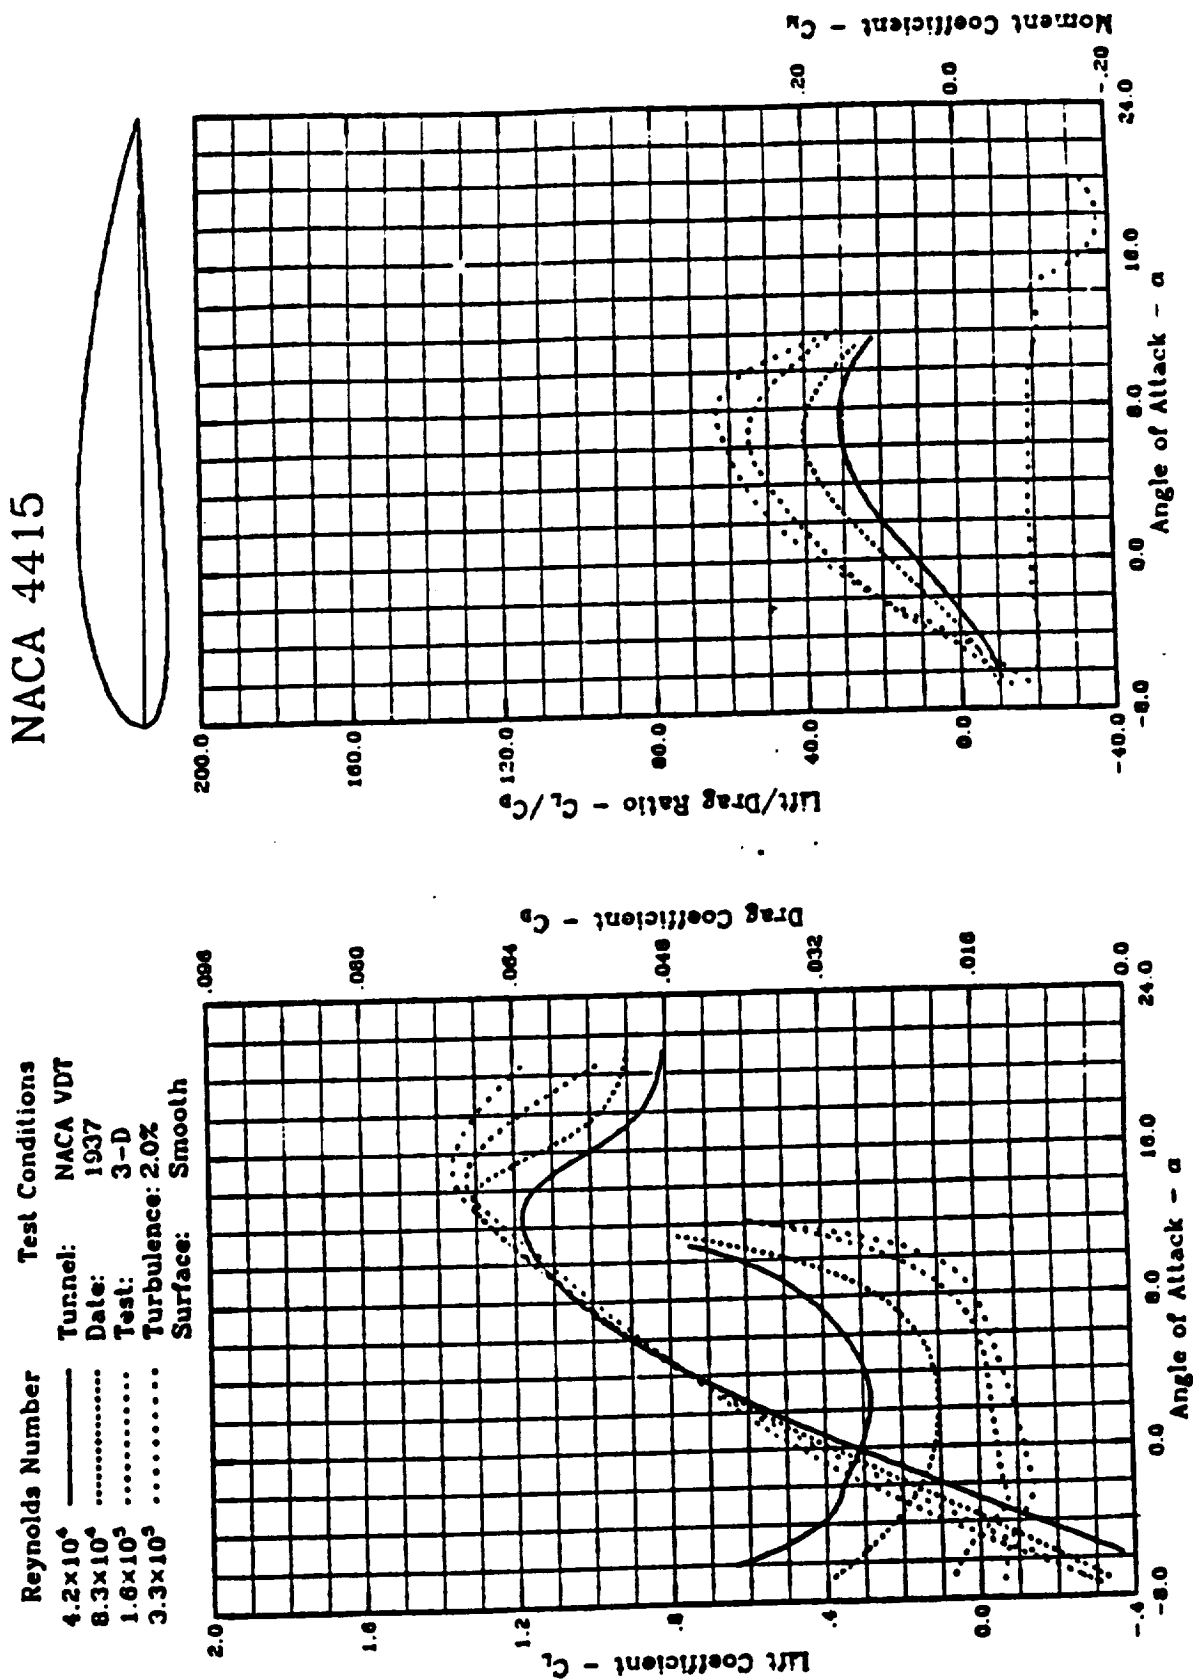 NACA 4415
Reynolds Number
4.2×10⁴
8.3×10⁴
1.6×10⁵
3.3×10⁵
Test Conditions
Tunnel: NACA VDT
Date: 1937
Test: 3-D
Turbulence: 2.0%
Surface: Smooth
Lift Coefficient - C_L
2.0
1.6
1.2
.8
.4
0.0
-.4
Drag Coefficient - C_D
.096
.080
.064
.048
.032
.016
0.0
-8.0
0.0
8.0
16.0
24.0
Angle of Attack - α
Lift/Drag Ratio - C_L/C_D
200.0
160.0
120.0
80.0
40.0
0.0
-40.0
Moment Coefficient - C_M
.20
0.0
-.20
-8.0
0.0
8.0
16.0
24.0
Angle of Attack - α